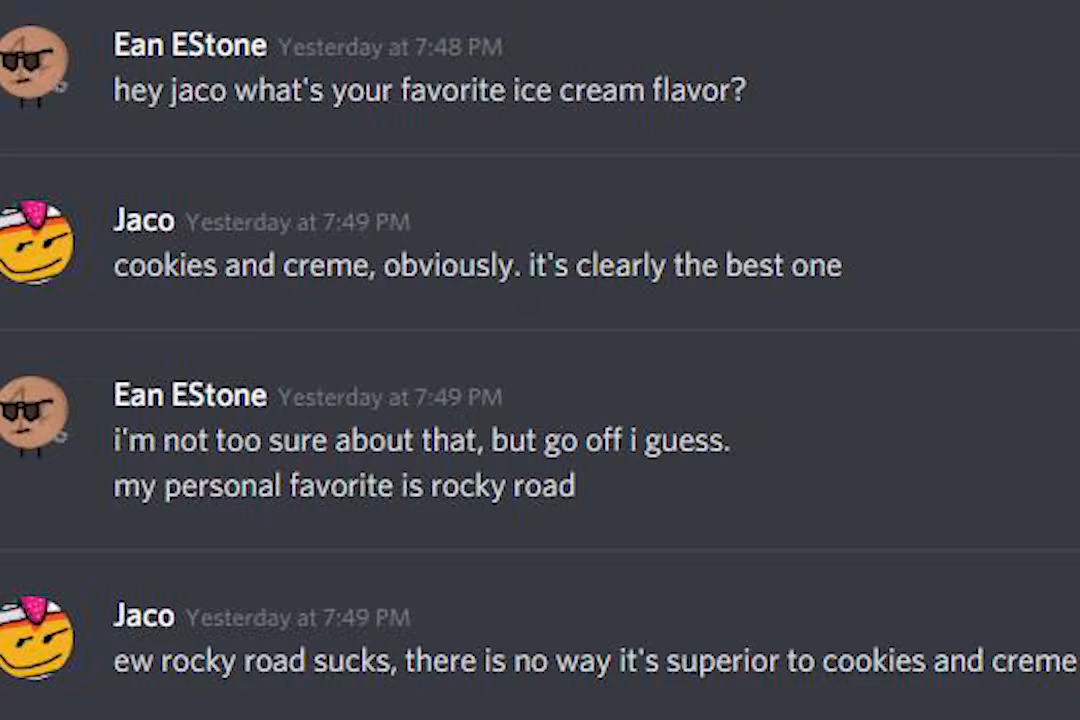 Ean EStone Yesterday at 7:48 PM
hey jaco what's your favorite ice cream flavor?
Jaco Yesterday at 7:49 PM
cookies and creme, obviously. it's clearly the best one
Ean EStone Yesterday at 7:49 PM
i'm not too sure about that, but go off i guess.
my personal favorite is rocky road
Jaco Yesterday at 7:49 PM
ew rocky road sucks, there is no way it's superior to cookies and creme